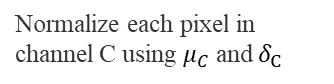 Normalize each pixel in
channel C using μ_C and δ_C